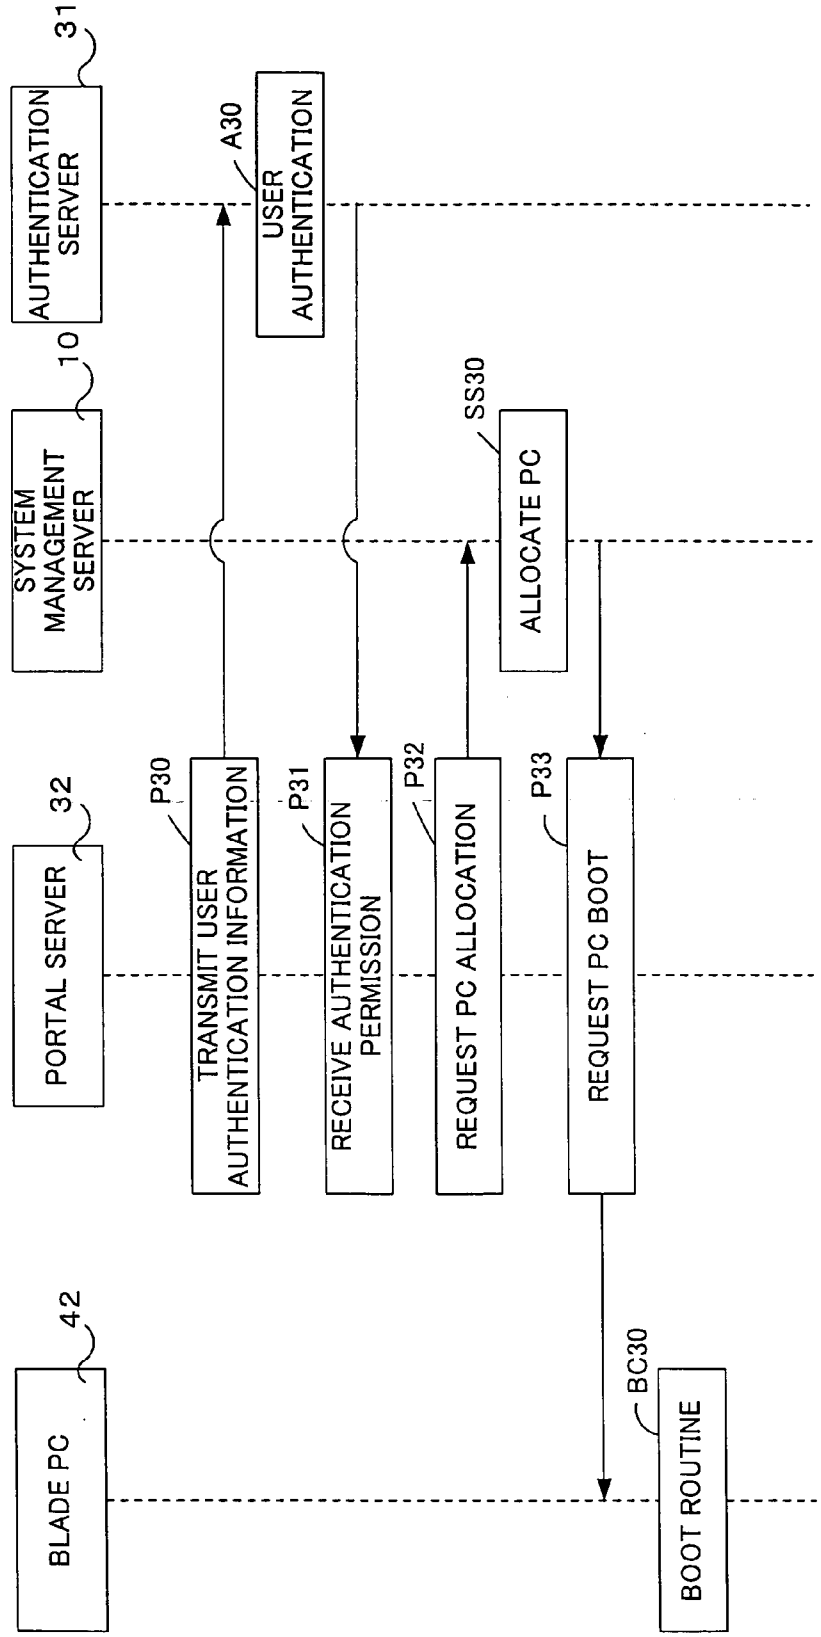 BLADE PC
42
PORTAL SERVER
32
SYSTEM
MANAGEMENT
SERVER
10
AUTHENTICATION
SERVER
31
P30
TRANSMIT USER
AUTHENTICATION INFORMATION
A30
USER
AUTHENTICATION
P31
RECEIVE AUTHENTICATION
PERMISSION
P32
REQUEST PC ALLOCATION
SS30
ALLOCATE PC
P33
REQUEST PC BOOT
BC30
BOOT ROUTINE